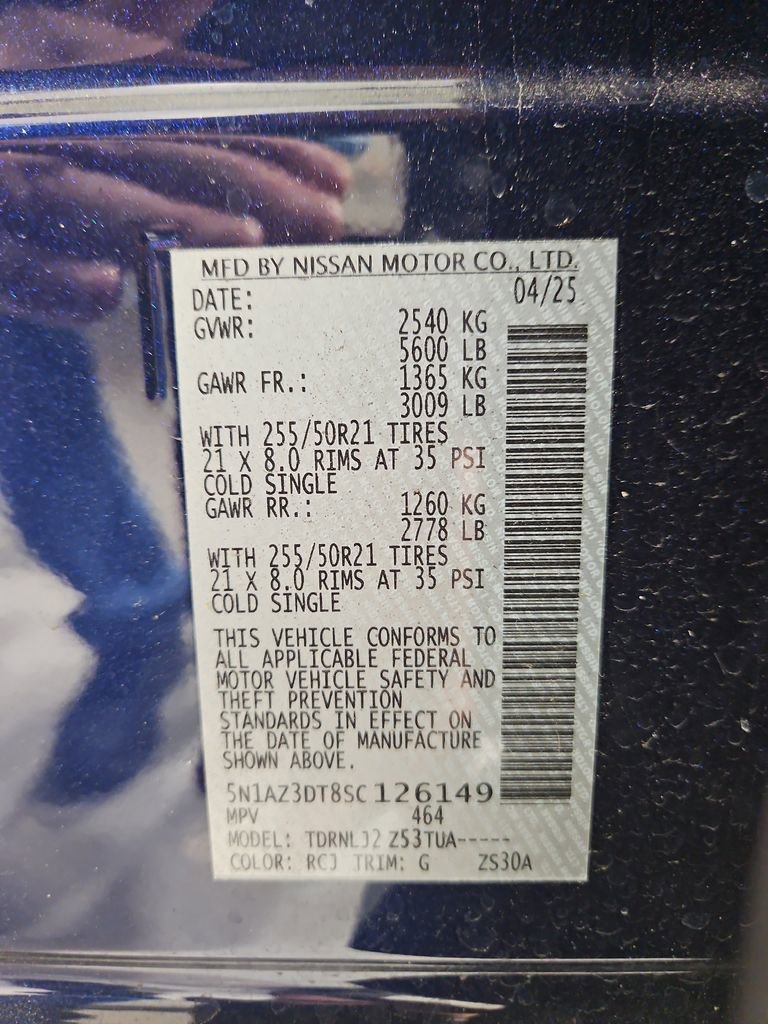 MFD BY NISSAN MOTOR CO., LTD.
DATE: 04/25
GVWR: 2540 KG
5600 LB
GAWR FR.: 1365 KG
3009 LB
WITH 255/50R21 TIRES
21 X 8.0 RIMS AT 35 PSI
COLD SINGLE
GAWR RR.: 1260 KG
2778 LB
WITH 255/50R21 TIRES
21 X 8.0 RIMS AT 35 PSI
COLD SINGLE
THIS VEHICLE CONFORMS TO
ALL APPLICABLE FEDERAL
MOTOR VEHICLE SAFETY AND
THEFT PREVENTION
STANDARDS IN EFFECT ON
THE DATE OF MANUFACTURE
SHOWN ABOVE.
5N1AZ3DT8SC 126149
MPV 464
MODEL: TDRNLJ2 Z53TUA-----
COLOR: RCJ TRIM: G ZS30A